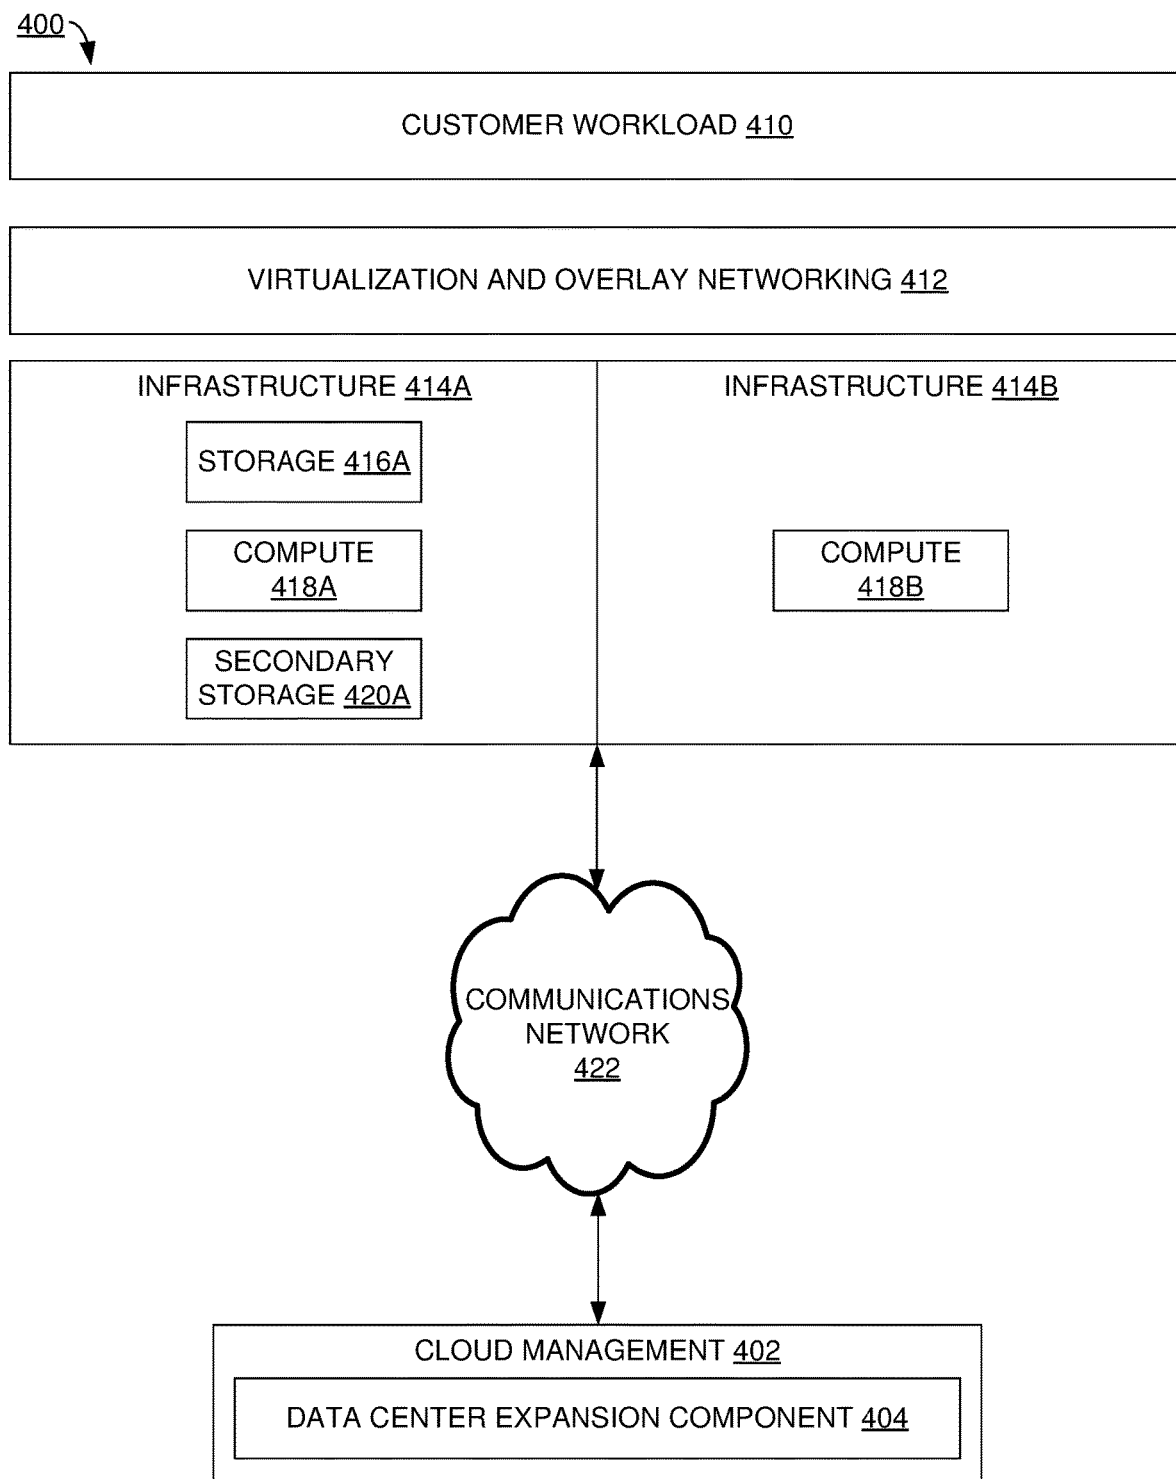 400
CUSTOMER WORKLOAD 410
VIRTUALIZATION AND OVERLAY NETWORKING 412
INFRASTRUCTURE 414A
STORAGE 416A
COMPUTE
418A
SECONDARY
STORAGE 420A
INFRASTRUCTURE 414B
COMPUTE
418B
COMMUNICATIONS
NETWORK
422
CLOUD MANAGEMENT 402
DATA CENTER EXPANSION COMPONENT 404